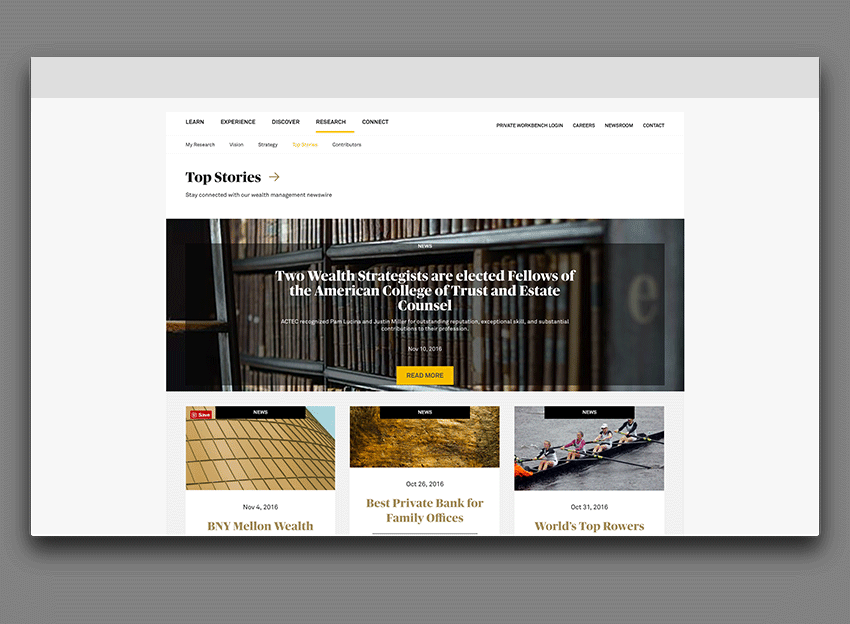 LEARN EXPERIENCE DISCOVER RESEARCH CONNECT
PRIVATE WORKBENCH LOGIN CAREERS NEWSROOM CONTACT
My Research Vision Strategy Top Stories Contributors
Top Stories →
Stay connected with our wealth management newswire
NEWS
Two Wealth Strategists are elected Fellows of
the American College of Trust and Estate
Counsel
ACTEC recognized Pam Lucina and Justin Miller for outstanding reputation, exceptional skill, and substantial
contributions to their profession.
Nov 10, 2016
READ MORE
e
Save
NEWS
Nov 4, 2016
BNY Mellon Wealth
NEWS
Oct 26, 2016
Best Private Bank for
Family Offices
NEWS
Oct 31, 2016
World's Top Rowers